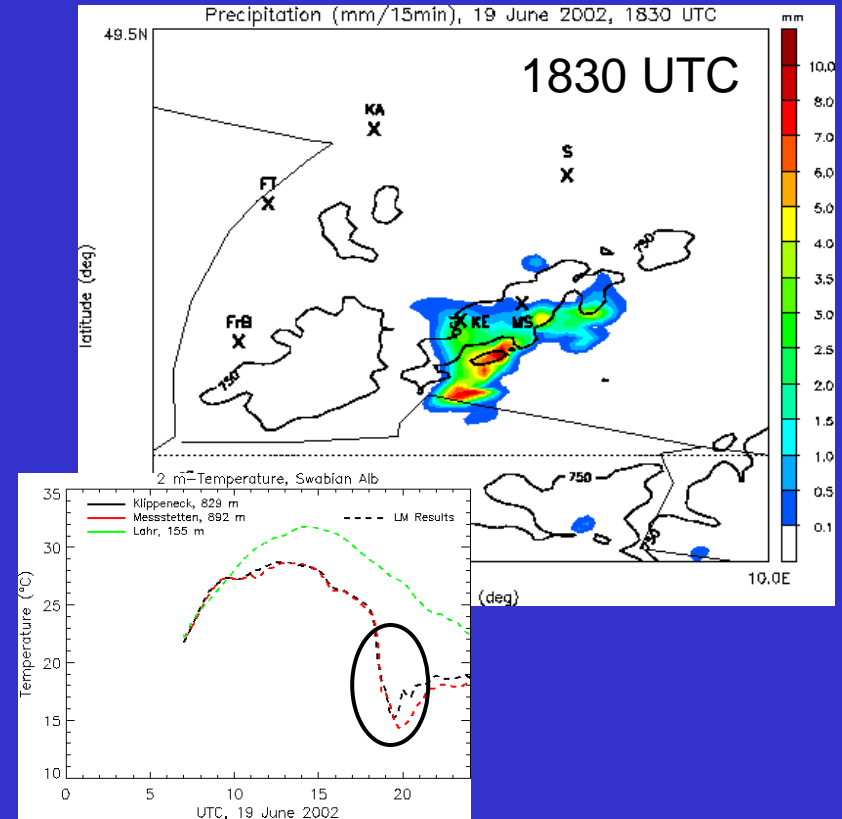 Precipitation (mm/15min), 19 June 2002, 1830 UTC
mm
49.5N
1830 UTC
KA
S
FT
750
FrB
KE
MS
750
latitude (deg)
10.0
8.0
7.0
6.0
5.0
4.0
3.5
3.0
2.5
2.0
1.5
1.0
0.5
0.1
750
10.0E
(deg)
2 m-Temperature, Swabian Alb
Klippeneck, 829 m
Messstetten, 892 m
LM Results
Lahr, 155 m
Temperature (°C)
35
30
25
20
15
10
0 5 10 15 20
UTC, 19 June 2002